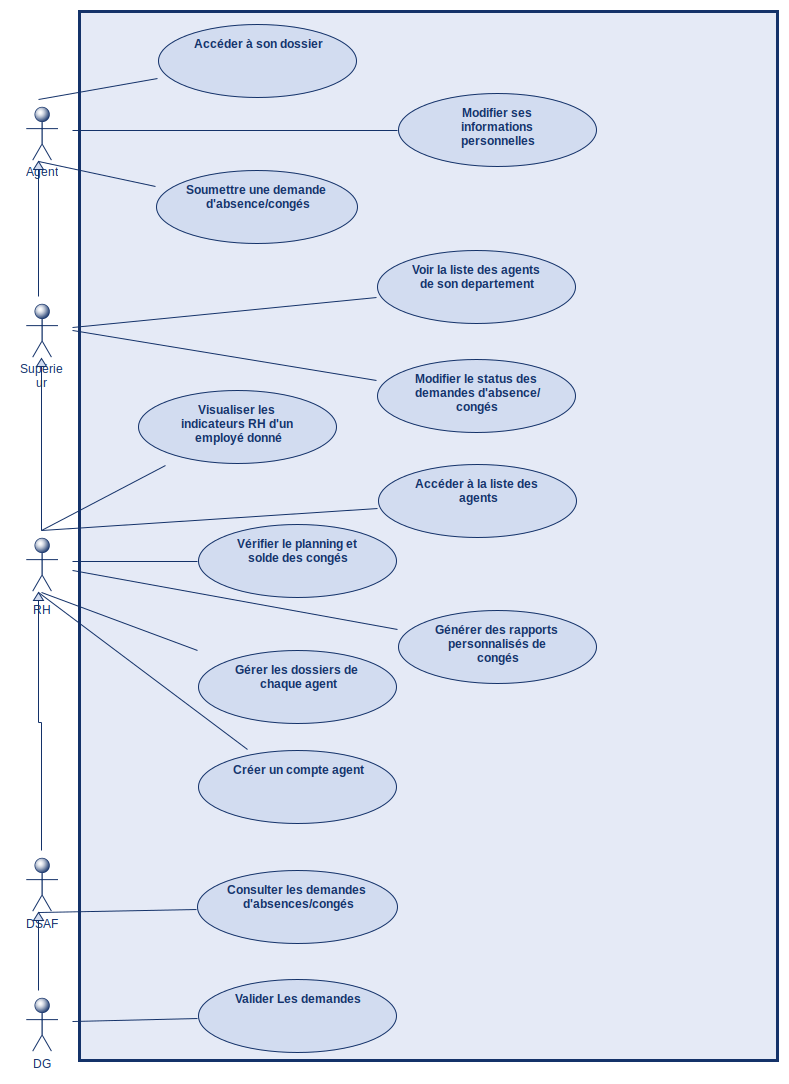 Accéder à son dossier
Modifier ses
informations
personnelles
Agent
Soumettre une demande
d'absence/congés
Voir la liste des agents
de son departement
Supérie
ur
Modifier le status des
demandes d'absence/
congés
Visualiser les
indicateurs RH d'un
employé donné
Accéder à la liste des
agents
Vérifier le planning et
solde des congés
RH
Générer des rapports
personnalisés de
congés
Gérer les dossiers de
chaque agent
Créer un compte agent
Consulter les demandes
d'absences/congés
DSAF
Valider Les demandes
DG